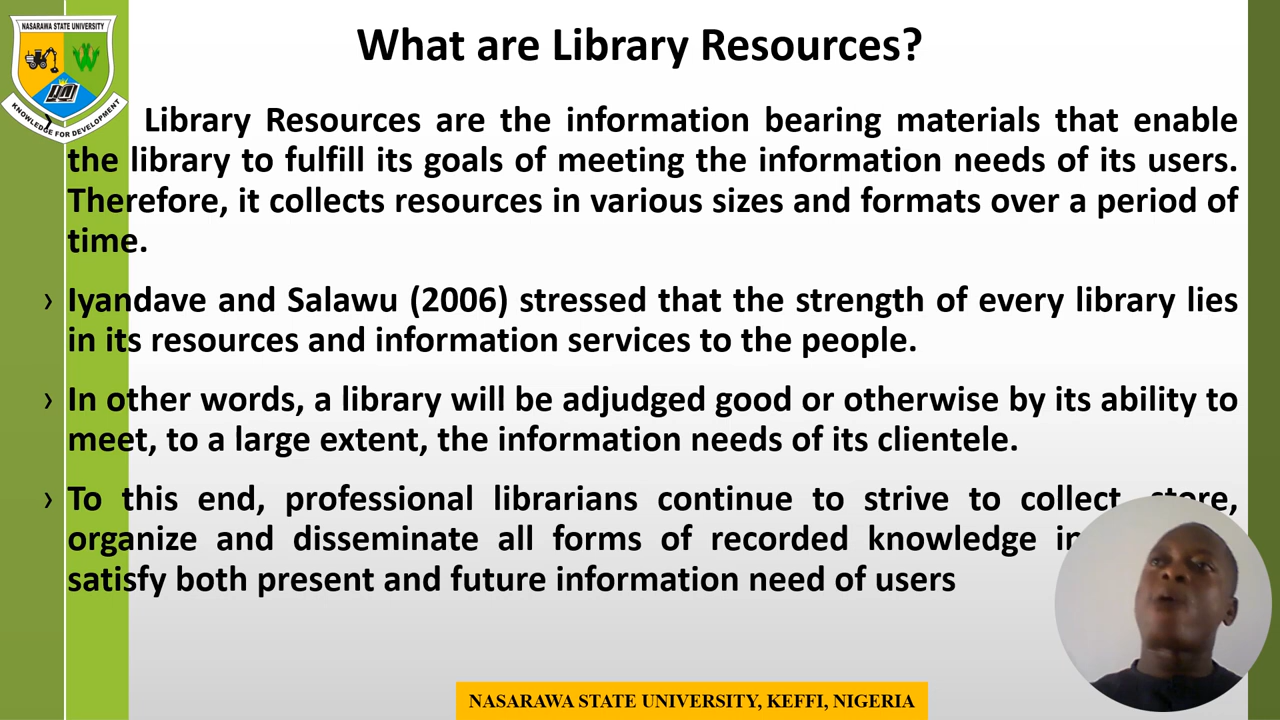 NASARAWA STATE UNIVERSITY
KNOWLEDGE FOR DEVELOPMENT
What are Library Resources?
› Library Resources are the information bearing materials that enable
the library to fulfill its goals of meeting the information needs of its users.
Therefore, it collects resources in various sizes and formats over a period of
time.
› Iyandave and Salawu (2006) stressed that the strength of every library lies
in its resources and information services to the people.
› In other words, a library will be adjudged good or otherwise by its ability to
meet, to a large extent, the information needs of its clientele.
› To this end, professional librarians continue to strive to collect, store,
organize and disseminate all forms of recorded knowledge in
satisfy both present and future information need of users
NASARAWA STATE UNIVERSITY, KEFFI, NIGERIA